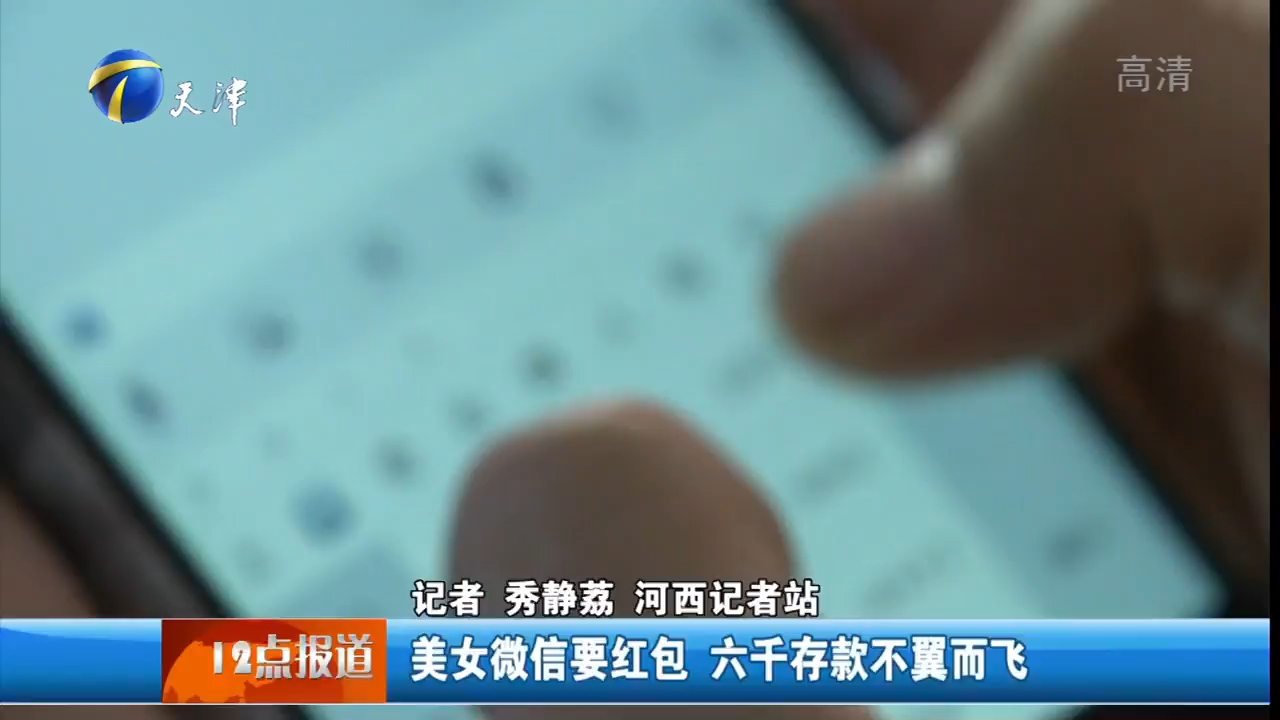 天津
高清
记者 秀静荔 河西记者站
12点报道
美女微信要红包 六千存款不翼而飞